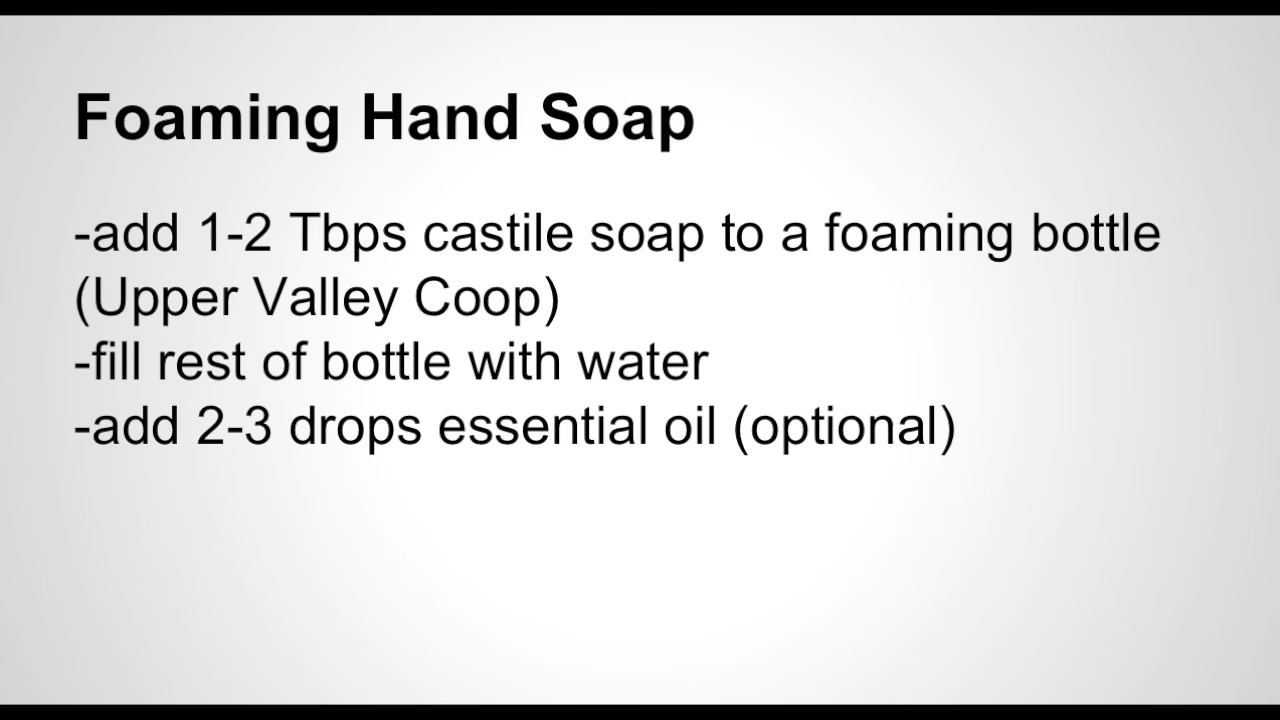 Foaming Hand Soap
-add 1-2 Tbps castile soap to a foaming bottle
(Upper Valley Coop)
-fill rest of bottle with water
-add 2-3 drops essential oil (optional)